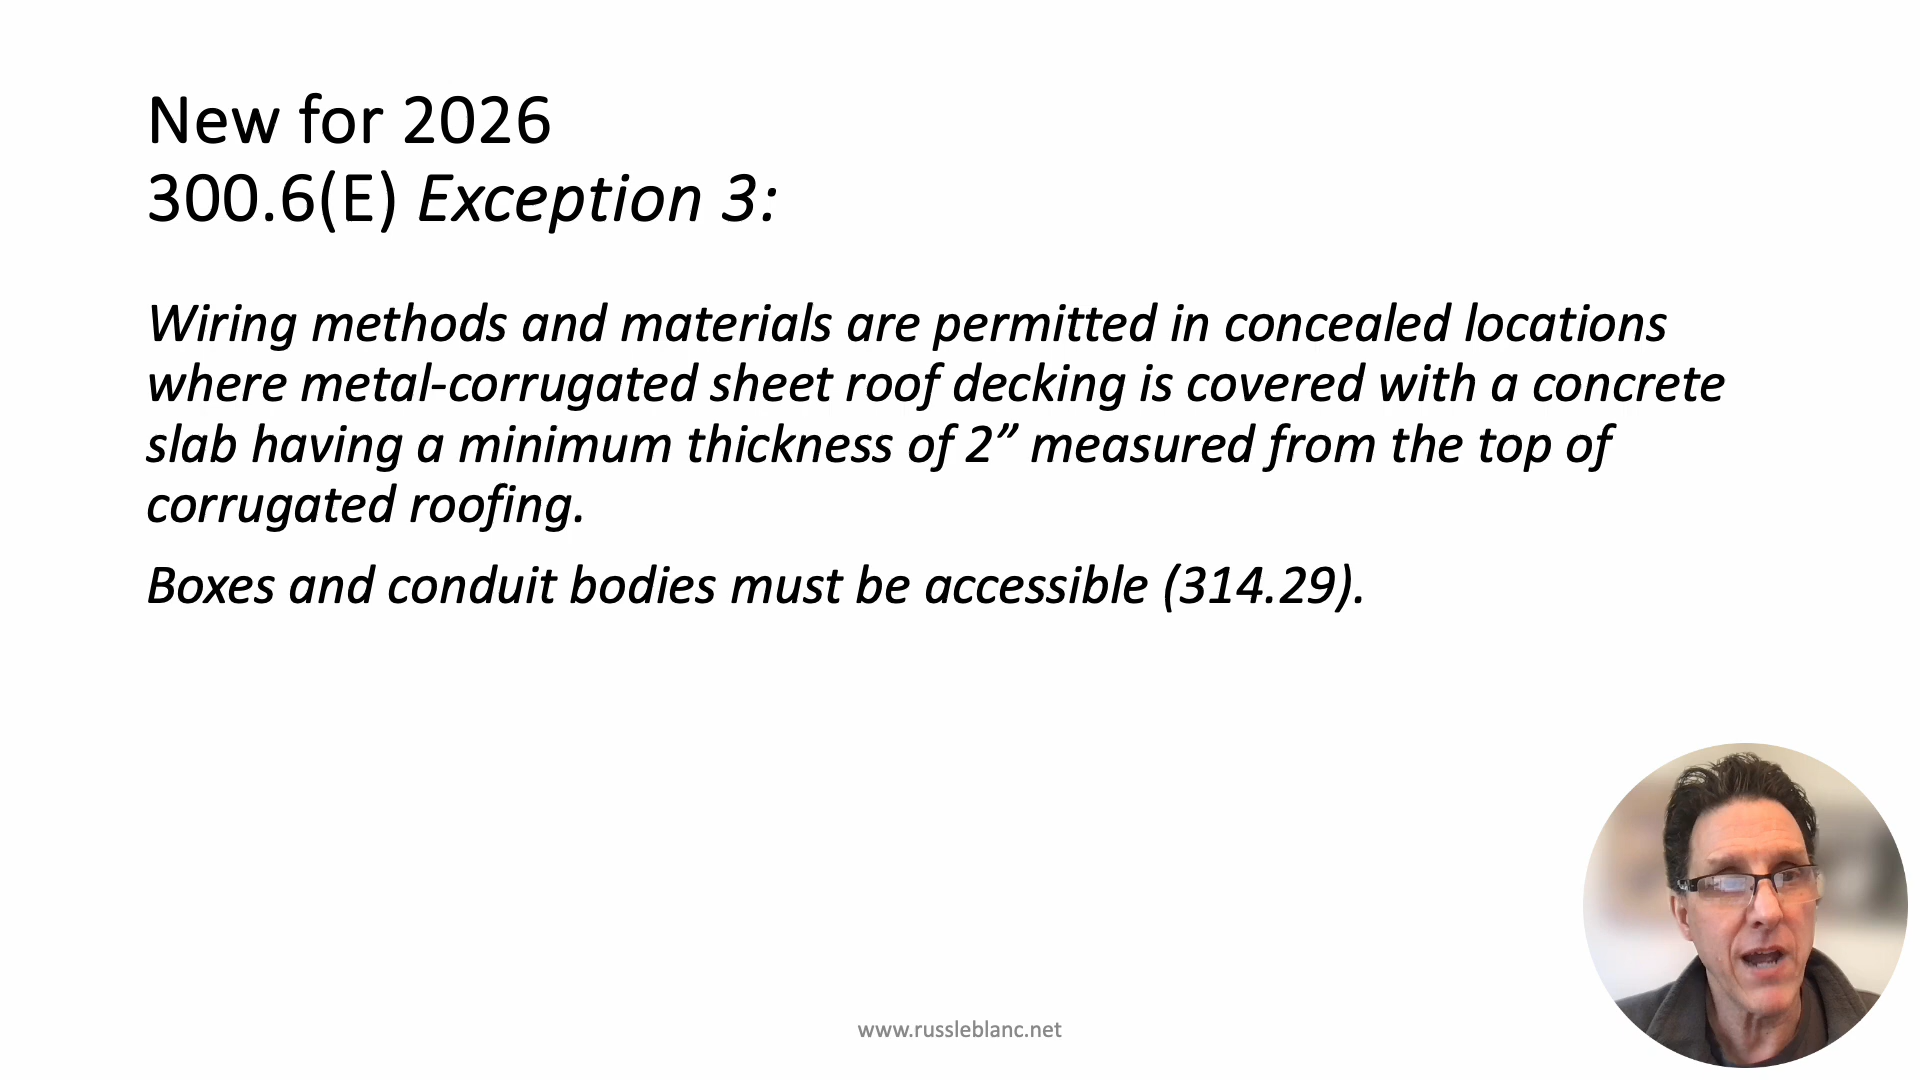 New for 2026
300.6(E) Exception 3:
Wiring methods and materials are permitted in concealed locations
where metal-corrugated sheet roof decking is covered with a concrete
slab having a minimum thickness of 2” measured from the top of
corrugated roofing.
Boxes and conduit bodies must be accessible (314.29).
www.russleblanc.net